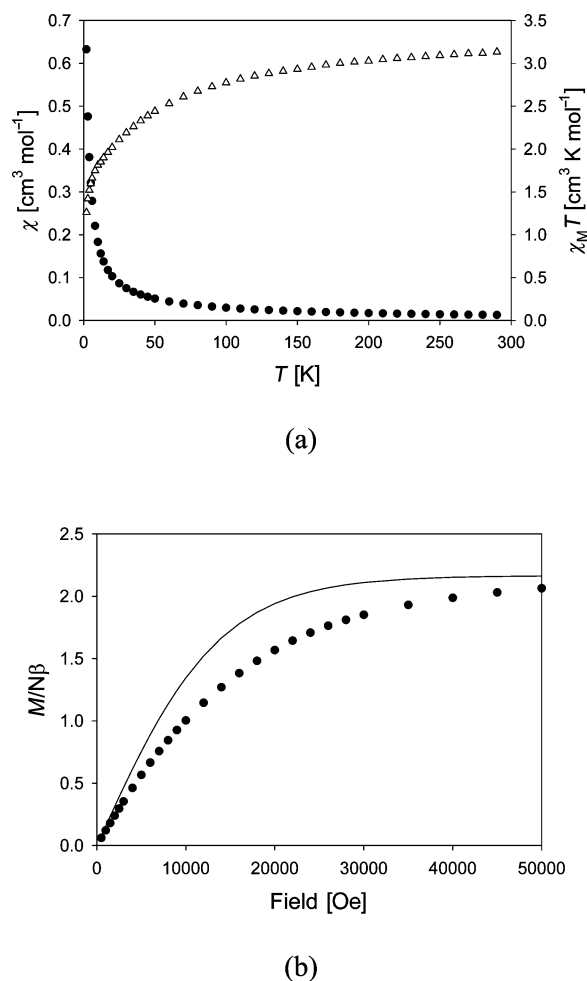 0.7 3.5
0.6 3.0
0.5 2.5
0.4 2.0
0.3 1.5
0.2 1.0
0.1 0.5
0.0 0.0
χ [cm³ mol⁻¹]
χMT [cm³ K mol⁻¹]
0 50 100 150 200 250 300
T [K]
(a)
2.5
2.0
1.5
1.0
0.5
0.0
M/Nβ
0 10000 20000 30000 40000 50000
Field [Oe]
(b)